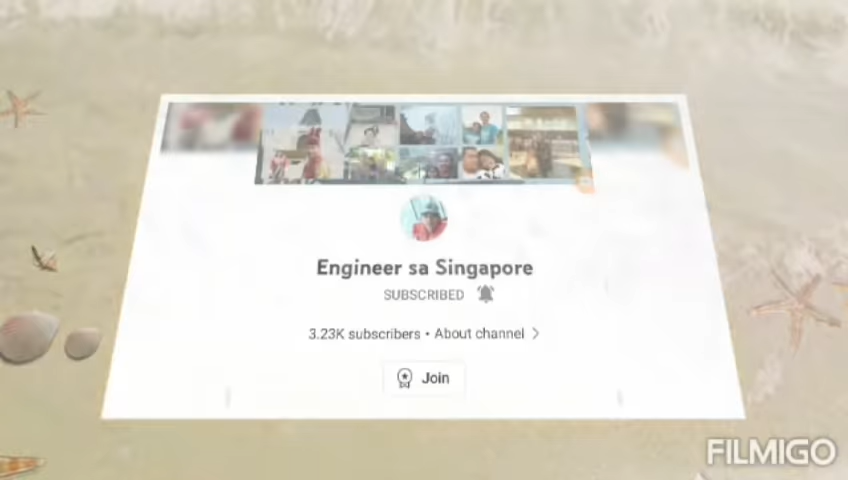 Engineer sa Singapore
SUBSCRIBED
3.23K subscribers • About channel >
Join
FILMIGO